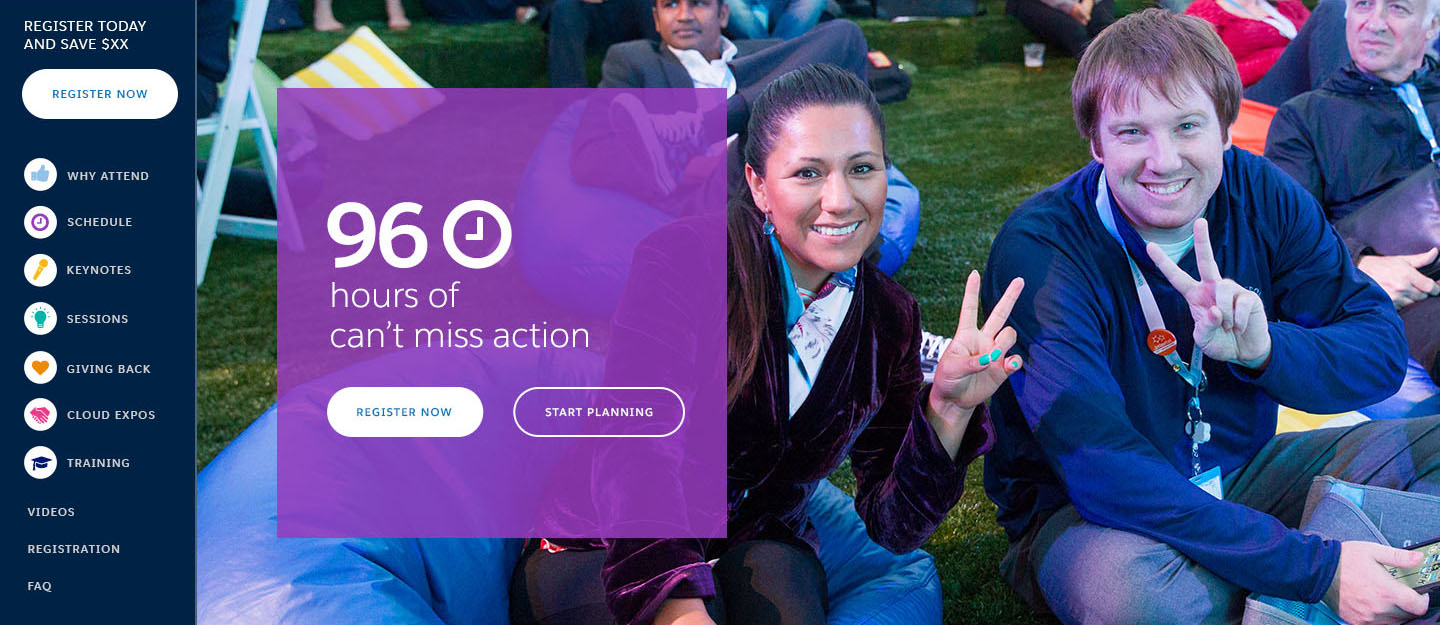 REGISTER TODAY
AND SAVE $XX
REGISTER NOW
WHY ATTEND
SCHEDULE
KEYNOTES
SESSIONS
GIVING BACK
CLOUD EXPOS
TRAINING
VIDEOS
REGISTRATION
FAQ
96
hours of
can’t miss action
REGISTER NOW
START PLANNING